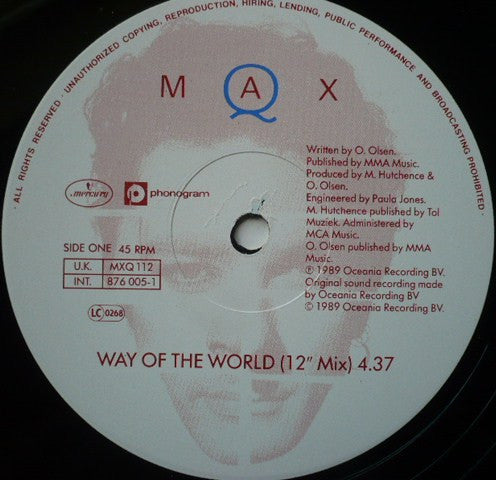 · ALL RIGHTS RESERVED · UNAUTHORIZED COPYING, REPRODUCTION, HIRING, LENDING, PUBLIC PERFORMANCE AND BROADCASTING PROHIBITED ·
M A X
Q
Written by O. Olsen.
Published by MMA Music.
Produced by M. Hutchence &
O. Olsen.
Engineered by Paula Jones.
M. Hutchence published by Tol
Muziek. Administered by
MCA Music.
O. Olsen published by MMA
Music.
℗ 1989 Oceania Recording BV.
Original sound recording made
by Oceania Recording BV
© 1989 Oceania Recording BV.
mercury
p phonogram
SIDE ONE 45 RPM
U.K. MXQ 112
INT. 876 005-1
LC 0268
WAY OF THE WORLD (12" Mix) 4.37